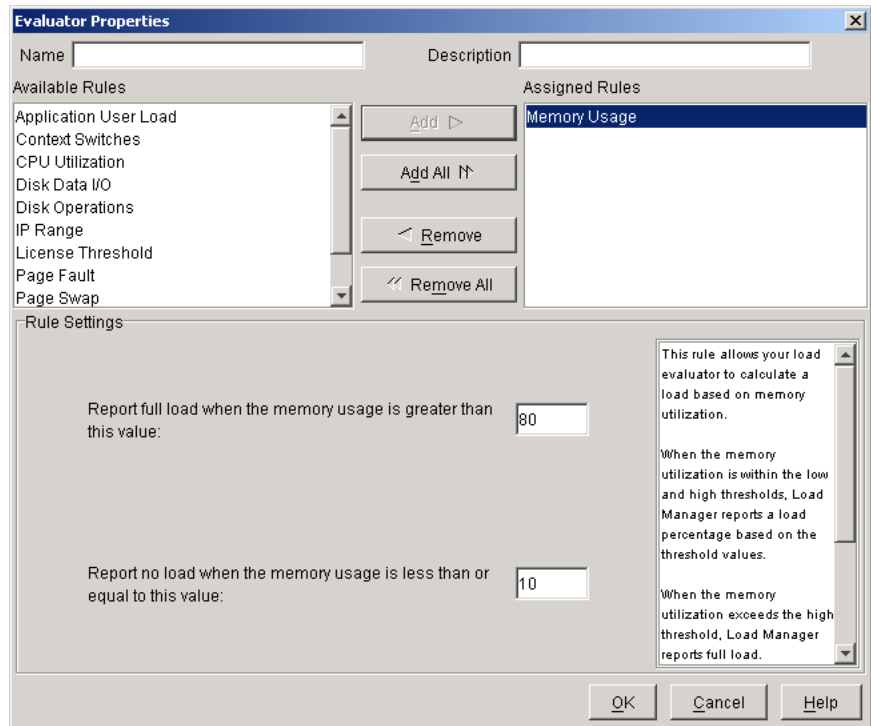 Evaluator Properties
Name
Description
Available Rules
Assigned Rules
Application User Load
Context Switches
CPU Utilization
Disk Data I/O
Disk Operations
IP Range
License Threshold
Page Fault
Page Swap
Add
Add All
Remove
Remove All
Memory Usage
Rule Settings
Report full load when the memory usage is greater than
this value:
80
Report no load when the memory usage is less than or
equal to this value:
10
This rule allows your load
evaluator to calculate a
load based on memory
utilization.
When the memory
utilization is within the low
and high thresholds, Load
Manager reports a load
percentage based on the
threshold values.
When the memory
utilization exceeds the high
threshold, Load Manager
reports full load.
OK
Cancel
Help